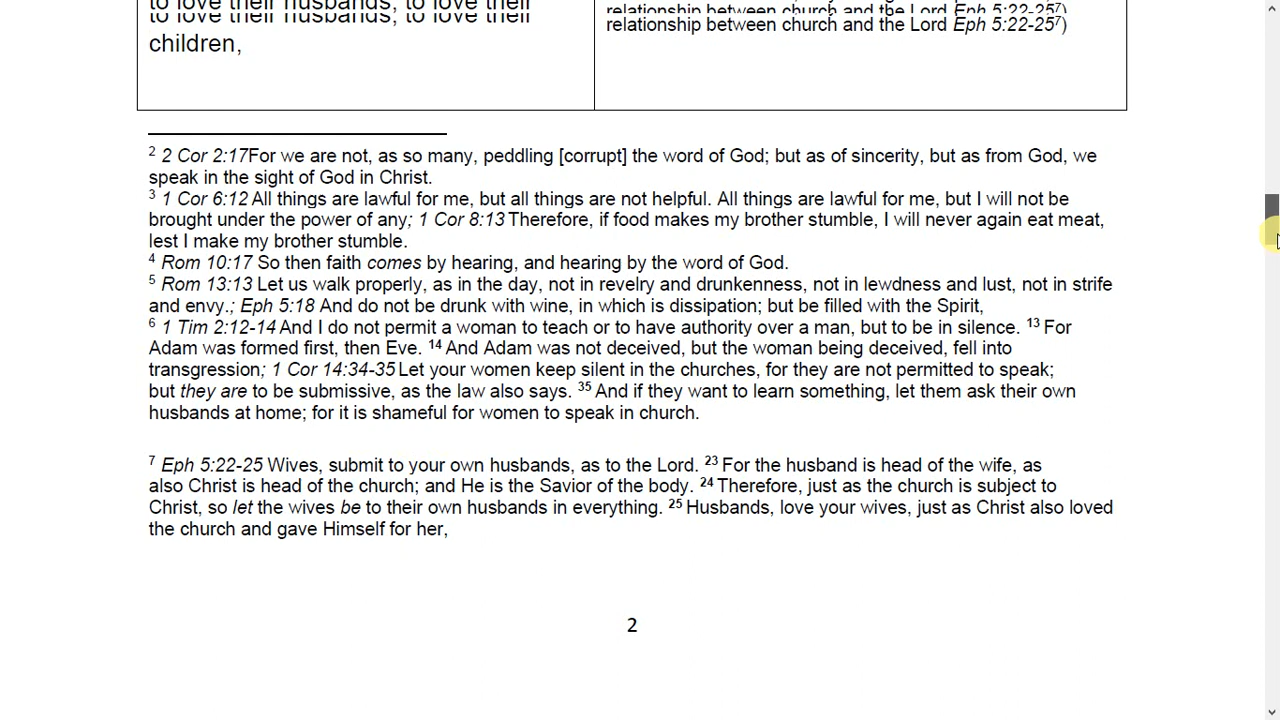 to love their husbands, to love their
to love their husbands, to love their
children,
relationship between church and the Lord Eph 5:22-25⁷)
relationship between church and the Lord Eph 5:22-25⁷)
² 2 Cor 2:17For we are not, as so many, peddling [corrupt] the word of God; but as of sincerity, but as from God, we
speak in the sight of God in Christ.
³ 1 Cor 6:12 All things are lawful for me, but all things are not helpful. All things are lawful for me, but I will not be
brought under the power of any; 1 Cor 8:13 Therefore, if food makes my brother stumble, I will never again eat meat,
lest I make my brother stumble.
⁴ Rom 10:17 So then faith comes by hearing, and hearing by the word of God.
⁵ Rom 13:13 Let us walk properly, as in the day, not in revelry and drunkenness, not in lewdness and lust, not in strife
and envy.; Eph 5:18 And do not be drunk with wine, in which is dissipation; but be filled with the Spirit,
⁶ 1 Tim 2:12-14 And I do not permit a woman to teach or to have authority over a man, but to be in silence. ¹³ For
Adam was formed first, then Eve. ¹⁴ And Adam was not deceived, but the woman being deceived, fell into
transgression; 1 Cor 14:34-35 Let your women keep silent in the churches, for they are not permitted to speak;
but they are to be submissive, as the law also says. ³⁵ And if they want to learn something, let them ask their own
husbands at home; for it is shameful for women to speak in church.
⁷ Eph 5:22-25 Wives, submit to your own husbands, as to the Lord. ²³ For the husband is head of the wife, as
also Christ is head of the church; and He is the Savior of the body. ²⁴ Therefore, just as the church is subject to
Christ, so let the wives be to their own husbands in everything. ²⁵ Husbands, love your wives, just as Christ also loved
the church and gave Himself for her,
2